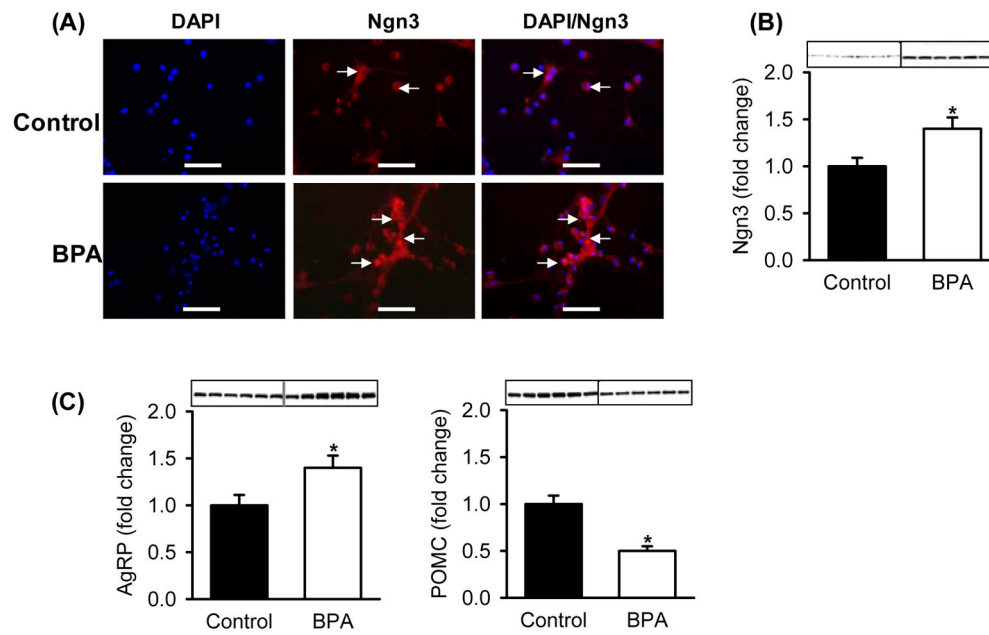 (A)
DAPI
Ngn3
DAPI/Ngn3
Control
BPA
(B)
Ngn3 (fold change)
2.0
1.5
*
1.0
0.5
0.0
Control
BPA
(C)
AgRP (fold change)
2.0
1.5
*
1.0
0.5
0.0
Control
BPA
POMC (fold change)
2.0
1.5
1.0
0.5
*
0.0
Control
BPA